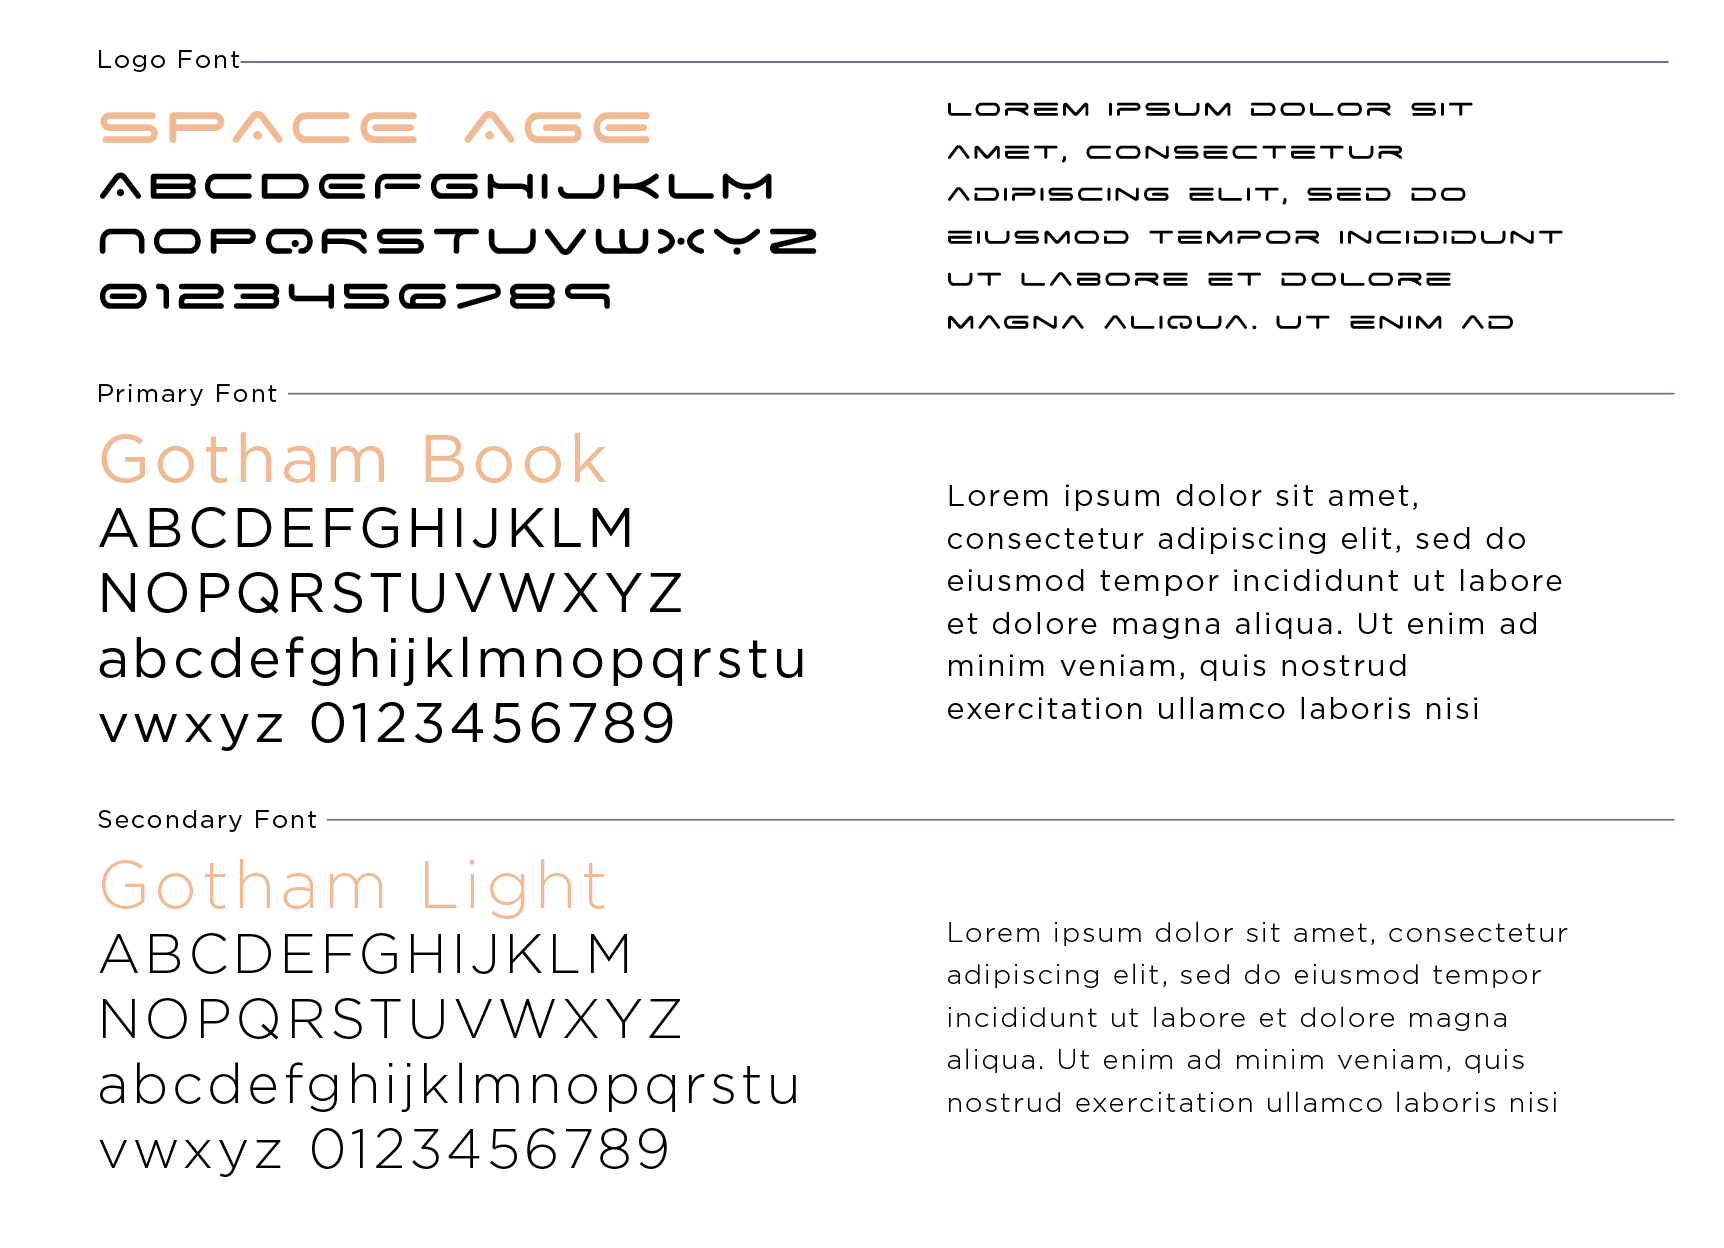 Logo Font
SPACE AGE
ABCDEFGHIJKLM
NOPQRSTUVWXYZ
0123456789
LOREM IPSUM DOLOR SIT
AMET, CONSECTETUR
ADIPISCING ELIT, SED DO
EIUSMOD TEMPOR INCIDIDUNT
UT LABORE ET DOLORE
MAGNA ALIQUA. UT ENIM AD
Primary Font
Gotham Book
ABCDEFGHIJKLM
NOPQRSTUVWXYZ
abcdefghijklmnopqrstu
vwxyz 0123456789
Lorem ipsum dolor sit amet,
consectetur adipiscing elit, sed do
eiusmod tempor incididunt ut labore
et dolore magna aliqua. Ut enim ad
minim veniam, quis nostrud
exercitation ullamco laboris nisi
Secondary Font
Gotham Light
ABCDEFGHIJKLM
NOPQRSTUVWXYZ
abcdefghijklmnopqrstu
vwxyz 0123456789
Lorem ipsum dolor sit amet, consectetur
adipiscing elit, sed do eiusmod tempor
incididunt ut labore et dolore magna
aliqua. Ut enim ad minim veniam, quis
nostrud exercitation ullamco laboris nisi